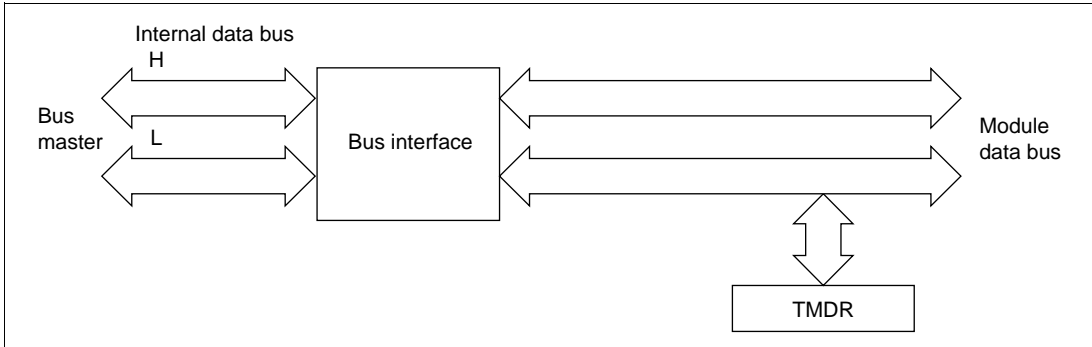 Internal data bus
H
Bus
master
L
Bus interface
Module
data bus
TMDR